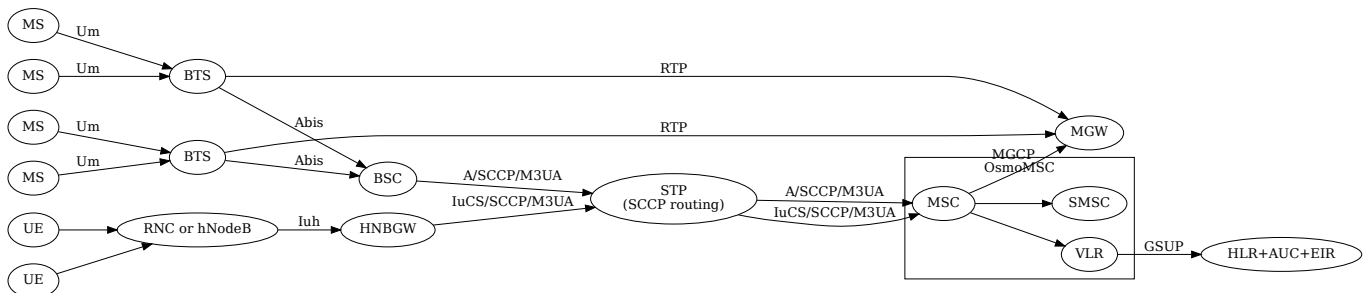 MS
Um
MS
Um
BTS
RTP
MS
Um
Abis
RTP
MGW
MS
Um
BTS
Abis
BSC
MGCP
OsmoMSC
A/SCCP/M3UA
STP
(SCCP routing)
A/SCCP/M3UA
IuCS/SCCP/M3UA
IuCS/SCCP/M3UA
MSC
SMSC
UE
RNC or hNodeB
Iuh
HNBGW
VLR
GSUP
HLR+AUC+EIR
UE